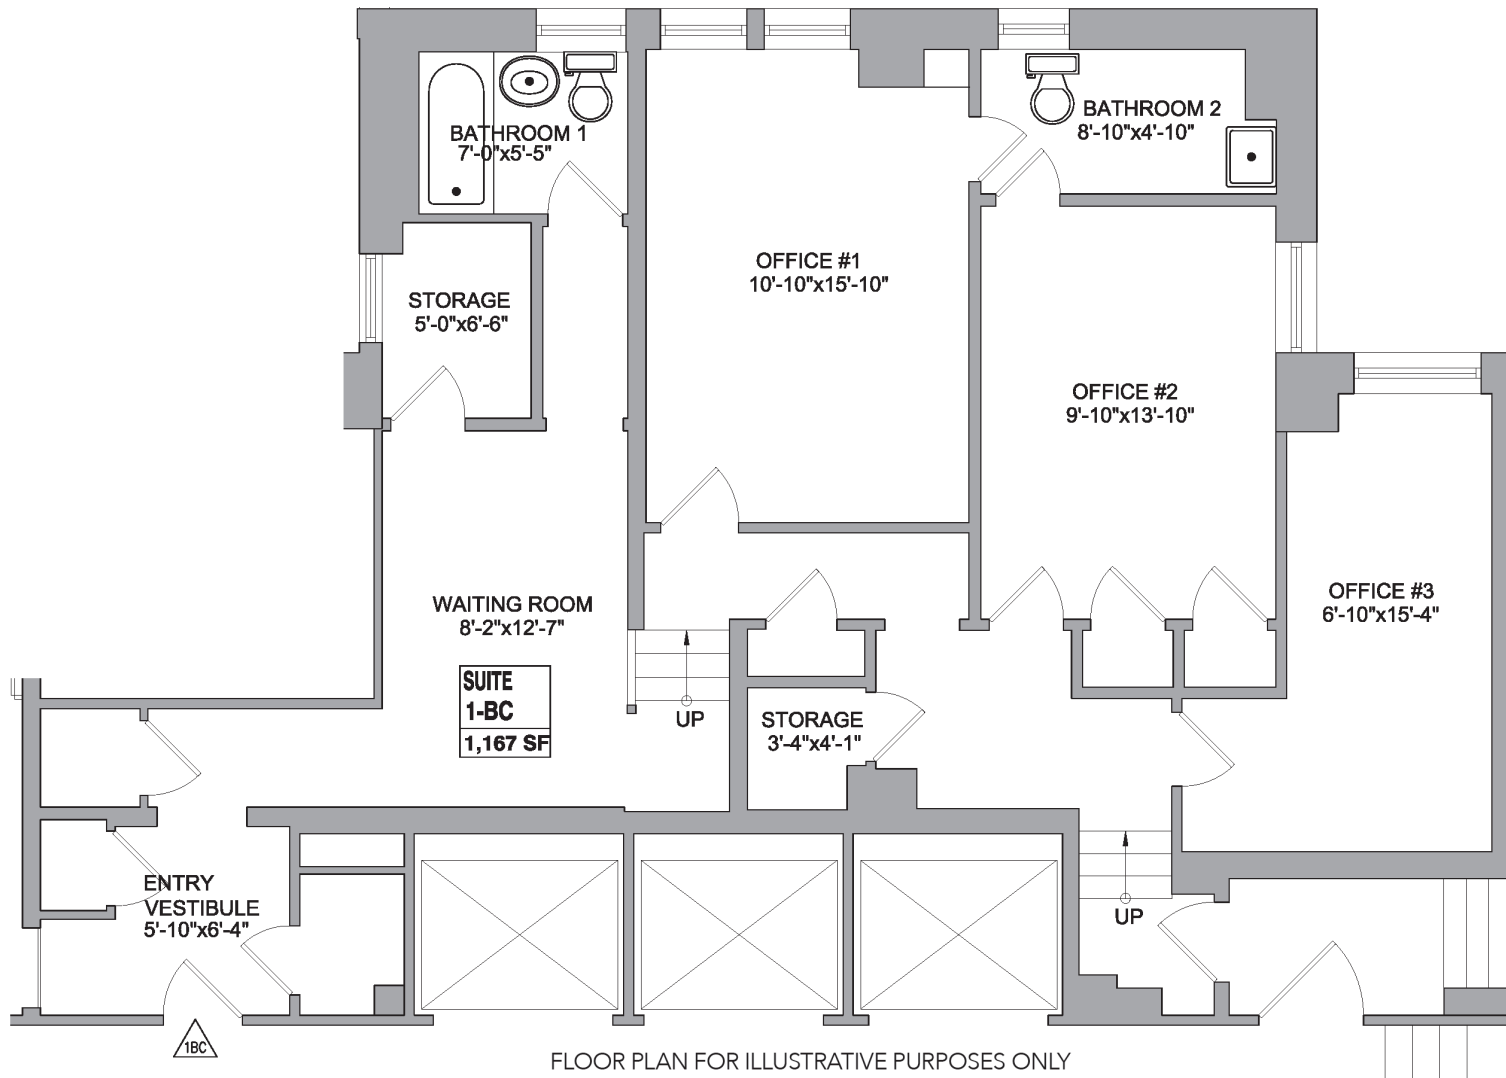 BATHROOM 1
7'-0"x5'-5"
BATHROOM 2
8'-10"x4'-10"
OFFICE #1
10'-10"x15'-10"
STORAGE
5'-0"x6'-6"
OFFICE #2
9'-10"x13'-10"
OFFICE #3
6'-10"x15'-4"
WAITING ROOM
8'-2"x12'-7"
SUITE
1-BC
1,167 SF
UP
STORAGE
3'-4"x4'-1"
ENTRY
VESTIBULE
5'-10"x6'-4"
UP
1BC
FLOOR PLAN FOR ILLUSTRATIVE PURPOSES ONLY